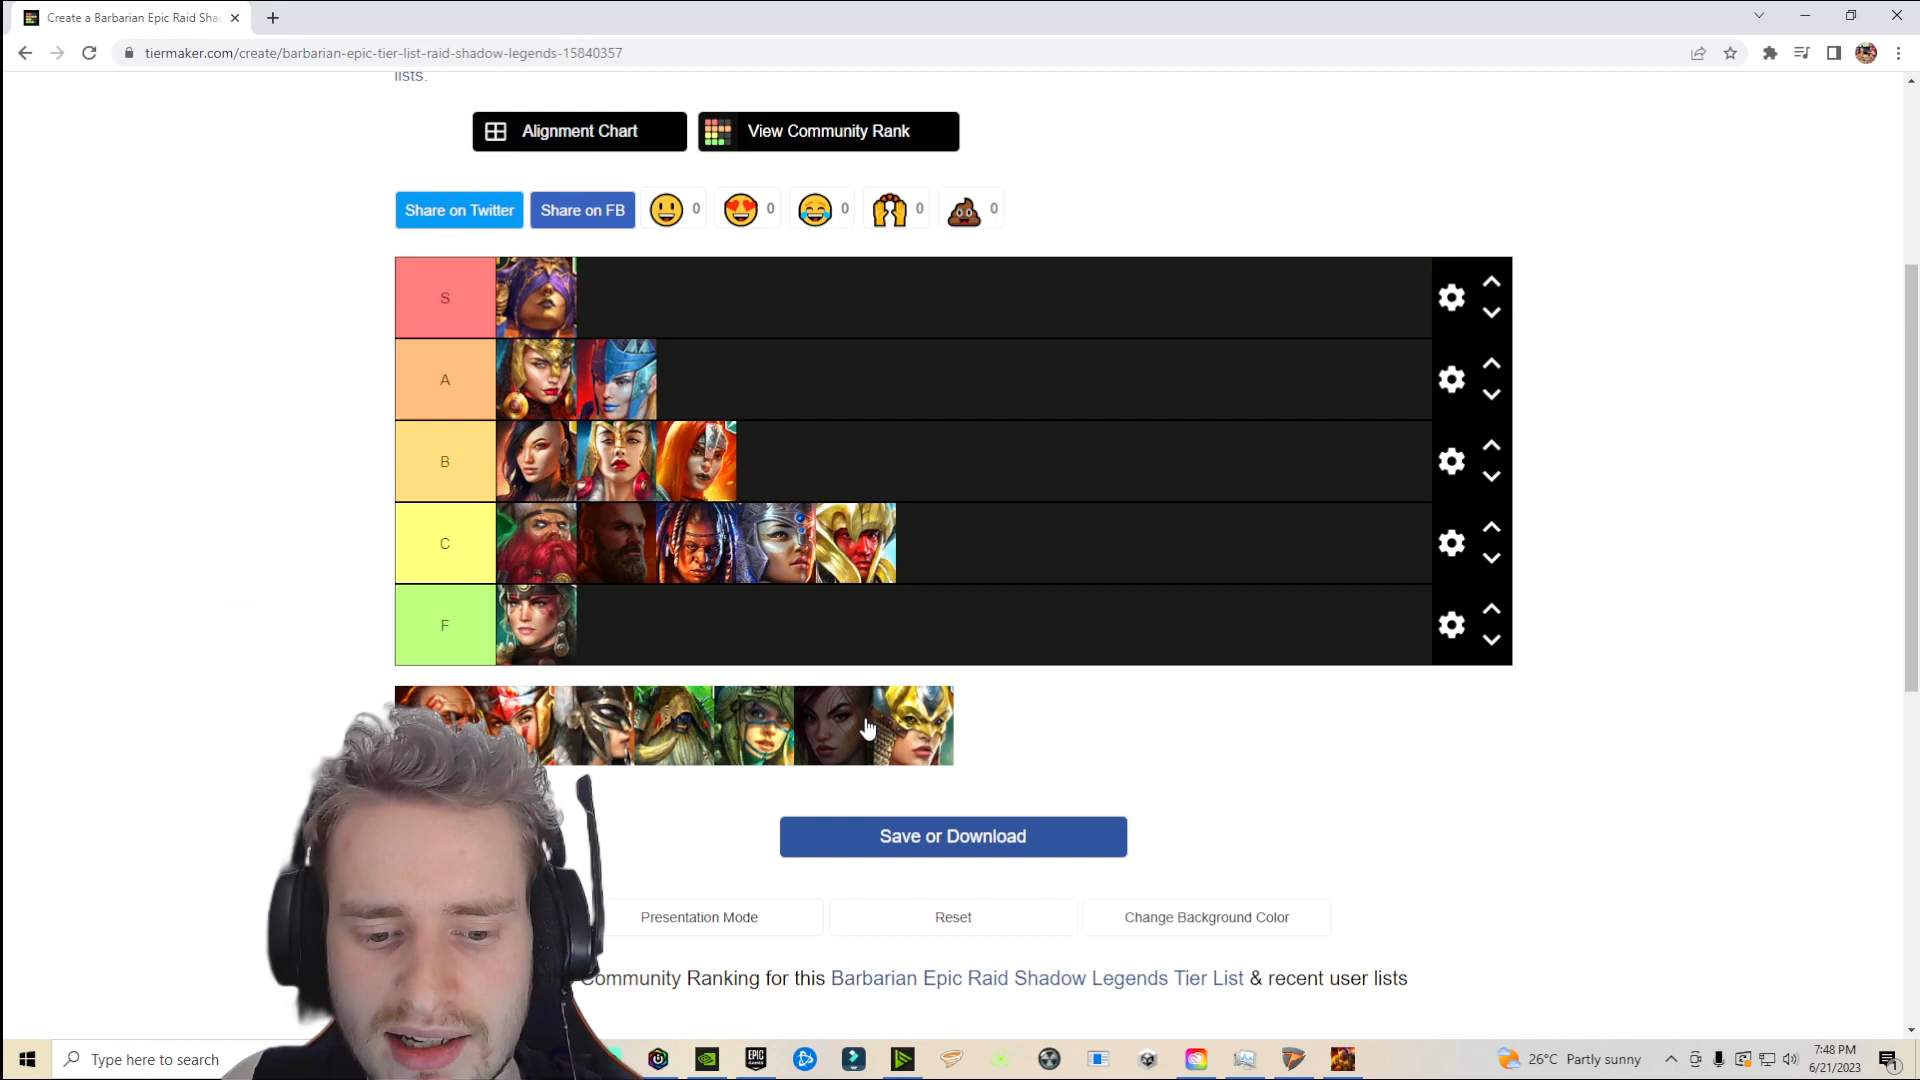 Create a Barbarian Epic Raid Sha
tiermaker.com/create/barbarian-epic-tier-list-raid-shadow-legends-15840357
lists.
Alignment Chart
View Community Rank
Share on Twitter
Share on FB
0
0
0
0
0
S
A
B
C
F
Save or Download
Presentation Mode
Reset
Change Background Color
Community Ranking for this Barbarian Epic Raid Shadow Legends Tier List & recent user lists
Type here to search
EPIC
GAMES
26°C Partly sunny
7:48 PM
6/21/2023
1